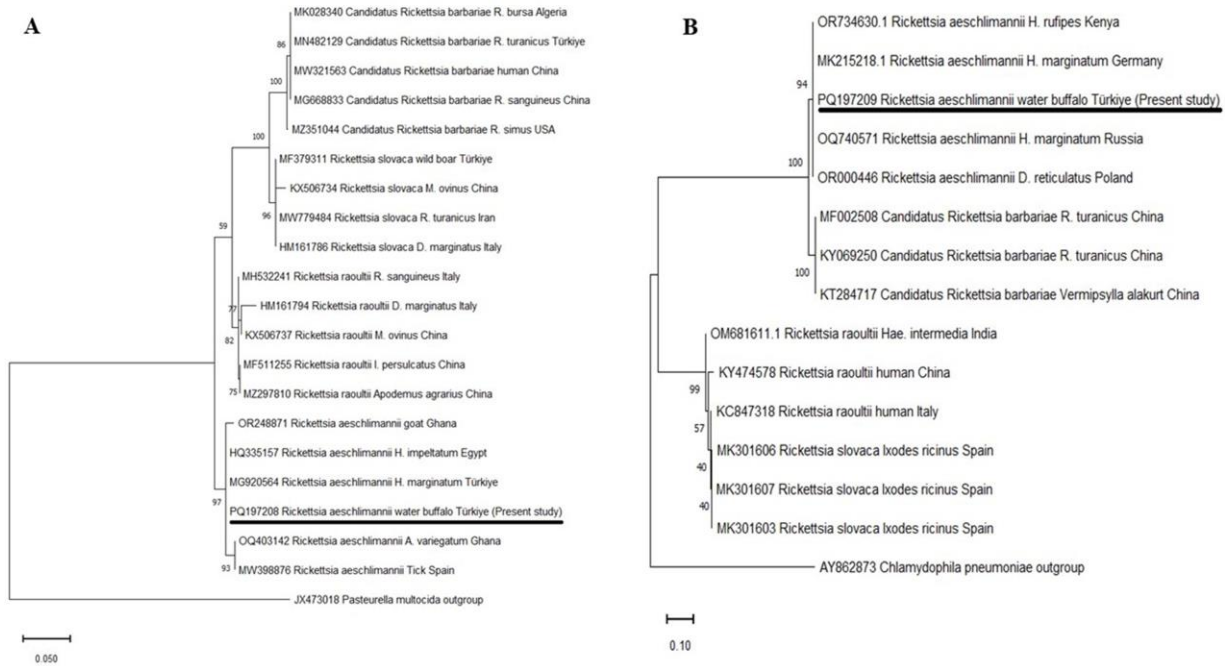 A
MK028340 Candidatus Rickettsia barbariae R. bursa Algeria
86
MN482129 Candidatus Rickettsia barbariae R. turanicus Türkiye
MW321563 Candidatus Rickettsia barbariae human China
100
MG668833 Candidatus Rickettsia barbariae R. sanguineus China
MZ351044 Candidatus Rickettsia barbariae R. simus USA
100
MF379311 Rickettsia slovaca wild boar Türkiye
KX506734 Rickettsia slovaca M. ovinus China
96
MW779484 Rickettsia slovaca R. turanicus Iran
59
HM161786 Rickettsia slovaca D. marginatus Italy
MH532241 Rickettsia raoultii R. sanguineus Italy
77
HM161794 Rickettsia raoultii D. marginatus Italy
KX506737 Rickettsia raoultii M. ovinus China
82
MF511255 Rickettsia raoultii I. persulcatus China
75
MZ297810 Rickettsia raoultii Apodemus agrarius China
OR248871 Rickettsia aeschlimannii goat Ghana
HQ335157 Rickettsia aeschlimannii H. impeltatum Egypt
MG920564 Rickettsia aeschlimannii H. marginatum Türkiye
97
PQ197208 Rickettsia aeschlimannii water buffalo Türkiye (Present study)
OQ403142 Rickettsia aeschlimannii A. variegatum Ghana
93
MW398876 Rickettsia aeschlimannii Tick Spain
JX473018 Pasteurella multocida outgroup
0.050
B
OR734630.1 Rickettsia aeschlimannii H. rufipes Kenya
MK215218.1 Rickettsia aeschlimannii H. marginatum Germany
94
PQ197209 Rickettsia aeschlimannii water buffalo Türkiye (Present study)
OQ740571 Rickettsia aeschlimannii H. marginatum Russia
100
OR000446 Rickettsia aeschlimannii D. reticulatus Poland
MF002508 Candidatus Rickettsia barbariae R. turanicus China
KY069250 Candidatus Rickettsia barbariae R. turanicus China
100
KT284717 Candidatus Rickettsia barbariae Vermipsylla alakurt China
OM681611.1 Rickettsia raoultii Hae. intermedia India
KY474578 Rickettsia raoultii human China
99
KC847318 Rickettsia raoultii human Italy
57
MK301606 Rickettsia slovaca Ixodes ricinus Spain
40
MK301607 Rickettsia slovaca Ixodes ricinus Spain
40
MK301603 Rickettsia slovaca Ixodes ricinus Spain
AY862873 Chlamydophila pneumoniae outgroup
0.10